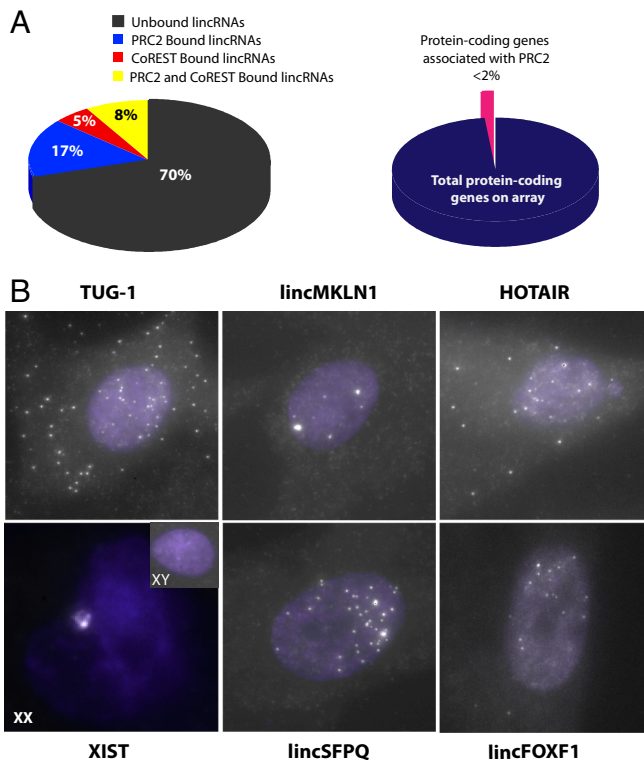 A
Unbound lincRNAs
PRC2 Bound lincRNAs
CoREST Bound lincRNAs
PRC2 and CoREST Bound lincRNAs
8%
5%
17%
70%
Protein-coding genes
associated with PRC2
<2%
Total protein-coding
genes on array
B
TUG-1
lincMKLN1
HOTAIR
XY
XX
XIST
lincSFPQ
lincFOXF1